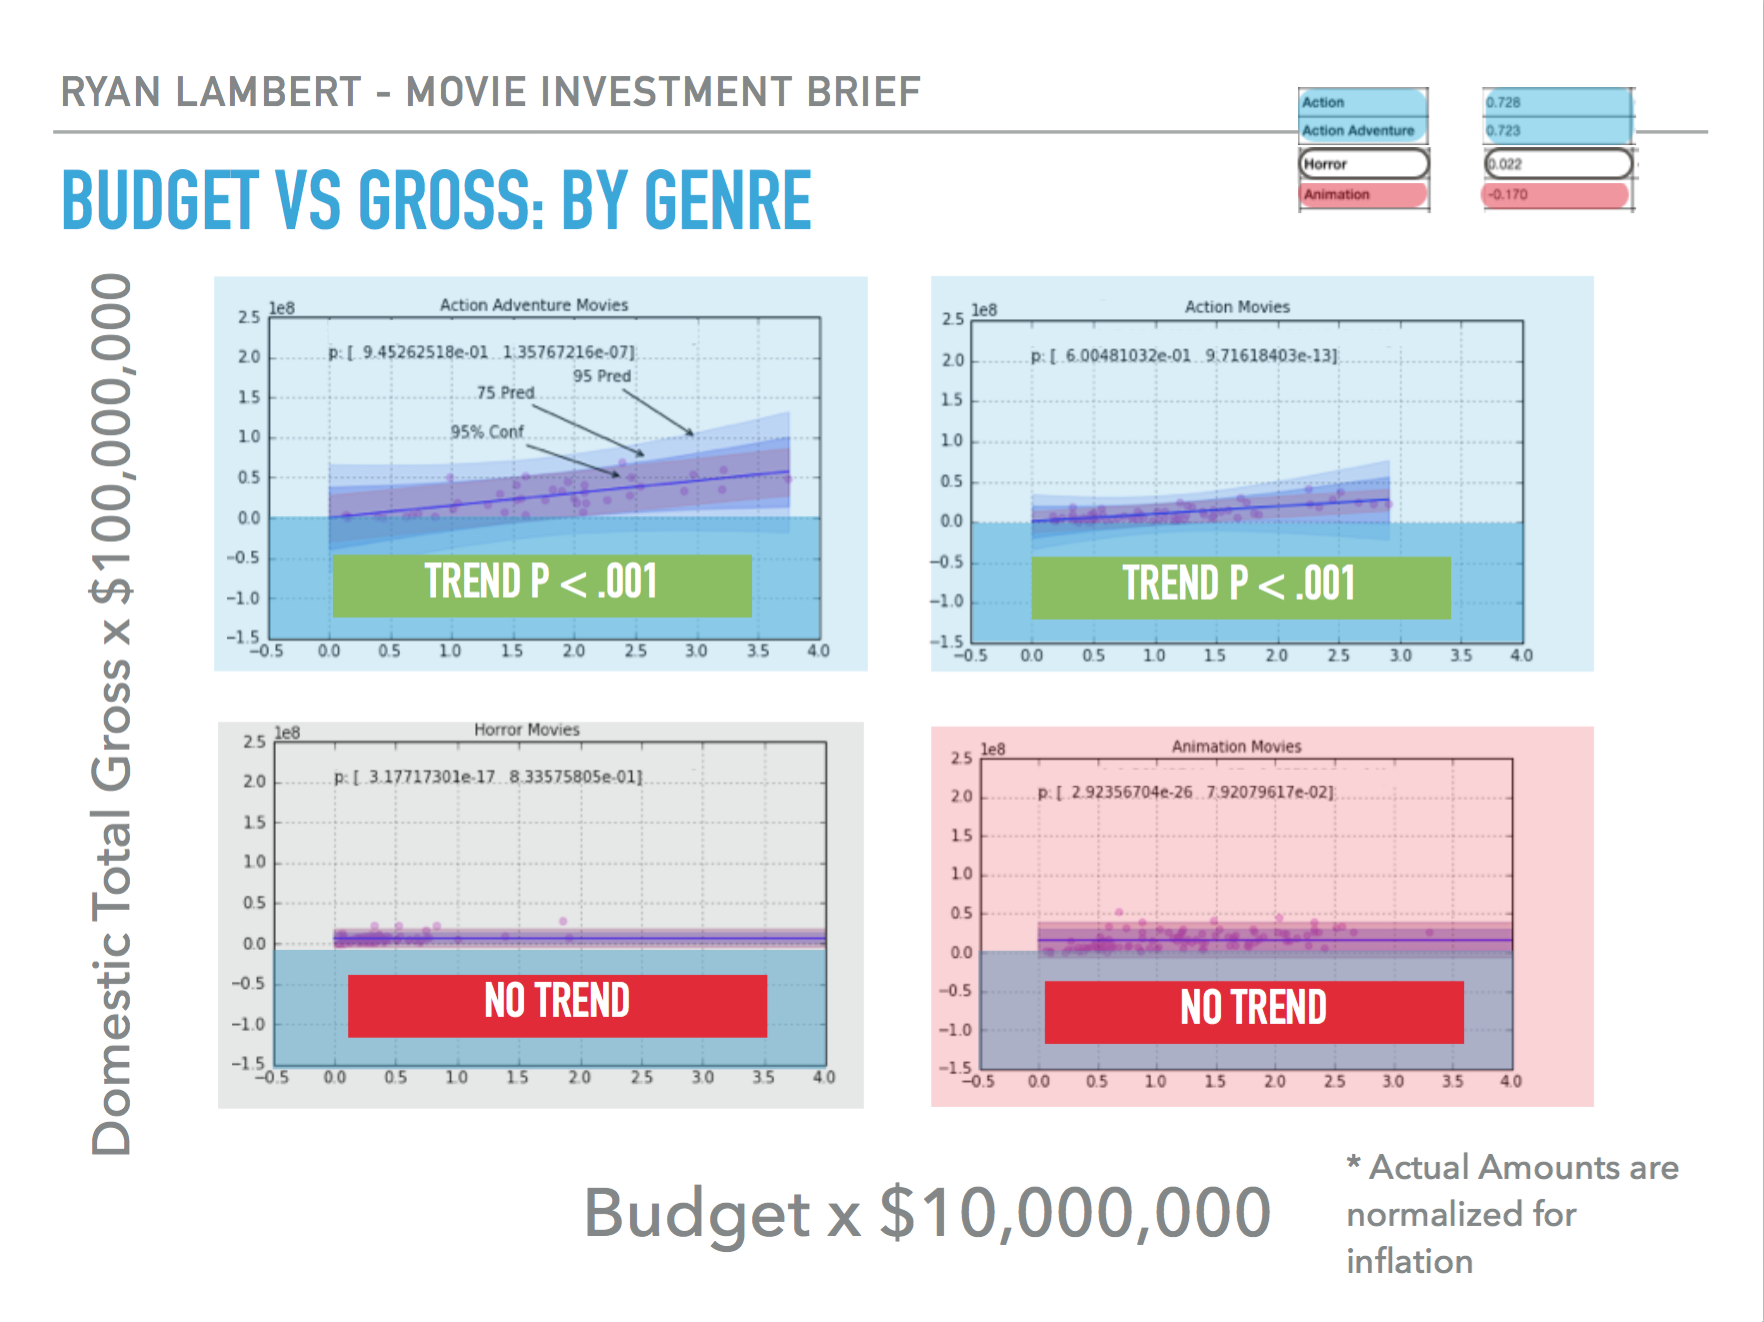 RYAN LAMBERT - MOVIE INVESTMENT BRIEF
Action 0.728
Action Adventure 0.723
Horror 0.022
Animation -0.170
BUDGET VS GROSS: BY GENRE
Domestic Total Gross x $100,000,000
Action Adventure Movies
1e8
p: [ 9.45262518e-01 1.35767216e-07]
95 Pred
75 Pred
95% Conf
2.5
2.0
1.5
1.0
0.5
0.0
−0.5
−1.0
−1.5
TREND P < .001
−0.5 0.0 0.5 1.0 1.5 2.0 2.5 3.0 3.5 4.0
Action Movies
1e8
p: [ 6.00481032e-01 9.71618403e-13]
2.5
2.0
1.5
1.0
0.5
0.0
−0.5
−1.0
−1.5
TREND P < .001
−0.5 0.0 0.5 1.0 1.5 2.0 2.5 3.0 3.5 4.0
Horror Movies
1e8
p: [ 3.17717301e-17 8.33575805e-01]
2.5
2.0
1.5
1.0
0.5
0.0
−0.5
−1.0
−1.5
NO TREND
−0.5 0.0 0.5 1.0 1.5 2.0 2.5 3.0 3.5 4.0
Animation Movies
1e8
p: [ 2.92356704e-26 7.92079617e-02]
2.5
2.0
1.5
1.0
0.5
0.0
−0.5
−1.0
−1.5
NO TREND
−0.5 0.0 0.5 1.0 1.5 2.0 2.5 3.0 3.5 4.0
Budget x $10,000,000
* Actual Amounts are
normalized for
inflation